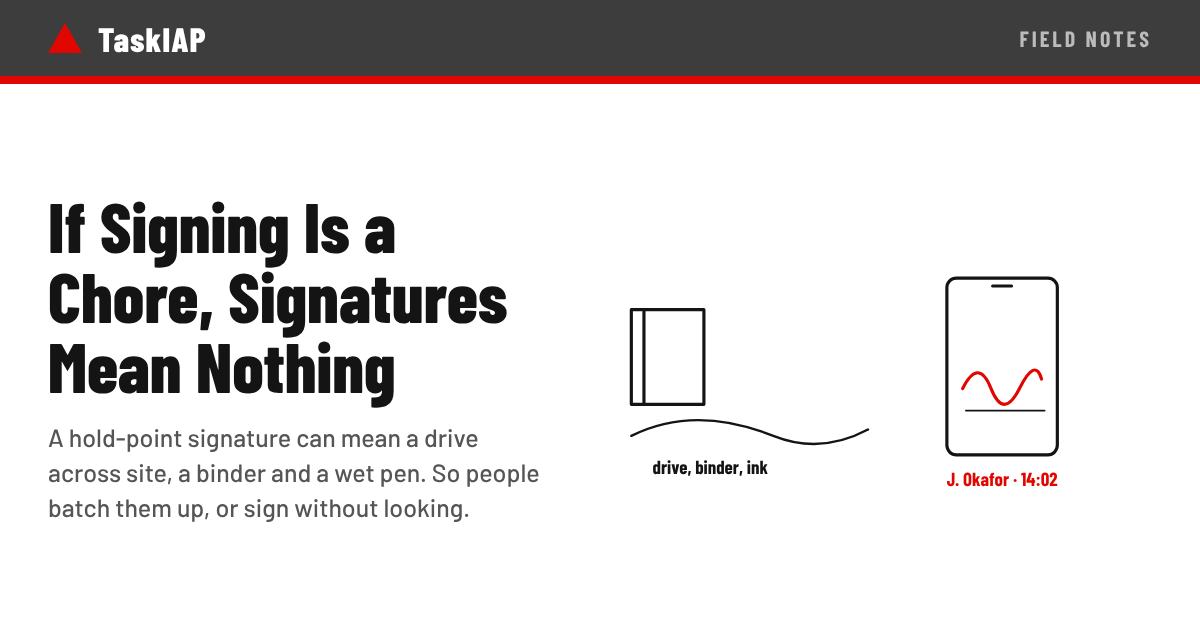 TaskIAP
FIELD NOTES
If Signing Is a
Chore, Signatures
Mean Nothing
A hold-point signature can mean a drive
across site, a binder and a wet pen. So people
batch them up, or sign without looking.
drive, binder, ink
J. Okafor · 14:02